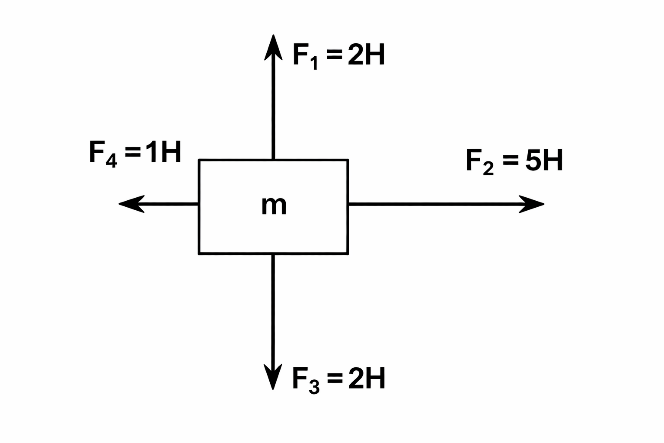 F₁ = 2H
F₄ = 1H
F₂ = 5H
m
F₃ = 2H